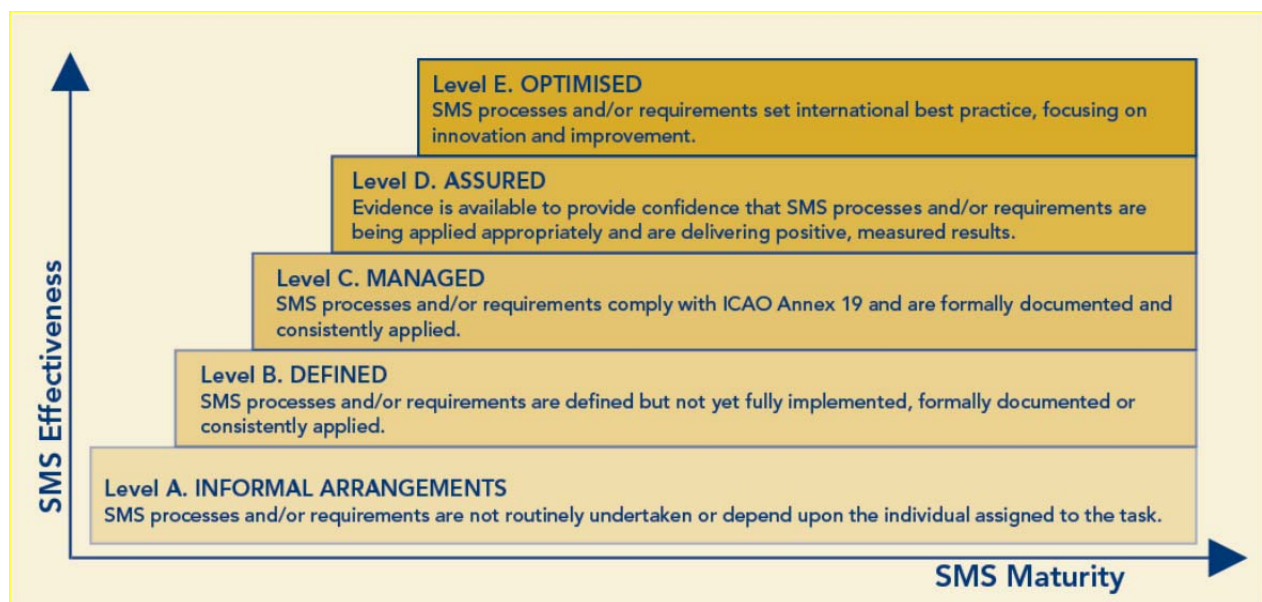 Level E. OPTIMISED
SMS processes and/or requirements set international best practice, focusing on
innovation and improvement.
Level D. ASSURED
Evidence is available to provide confidence that SMS processes and/or requirements are
being applied appropriately and are delivering positive, measured results.
Level C. MANAGED
SMS processes and/or requirements comply with ICAO Annex 19 and are formally documented and
consistently applied.
Level B. DEFINED
SMS processes and/or requirements are defined but not yet fully implemented, formally documented or
consistently applied.
Level A. INFORMAL ARRANGEMENTS
SMS processes and/or requirements are not routinely undertaken or depend upon the individual assigned to the task.
SMS Effectiveness
SMS Maturity